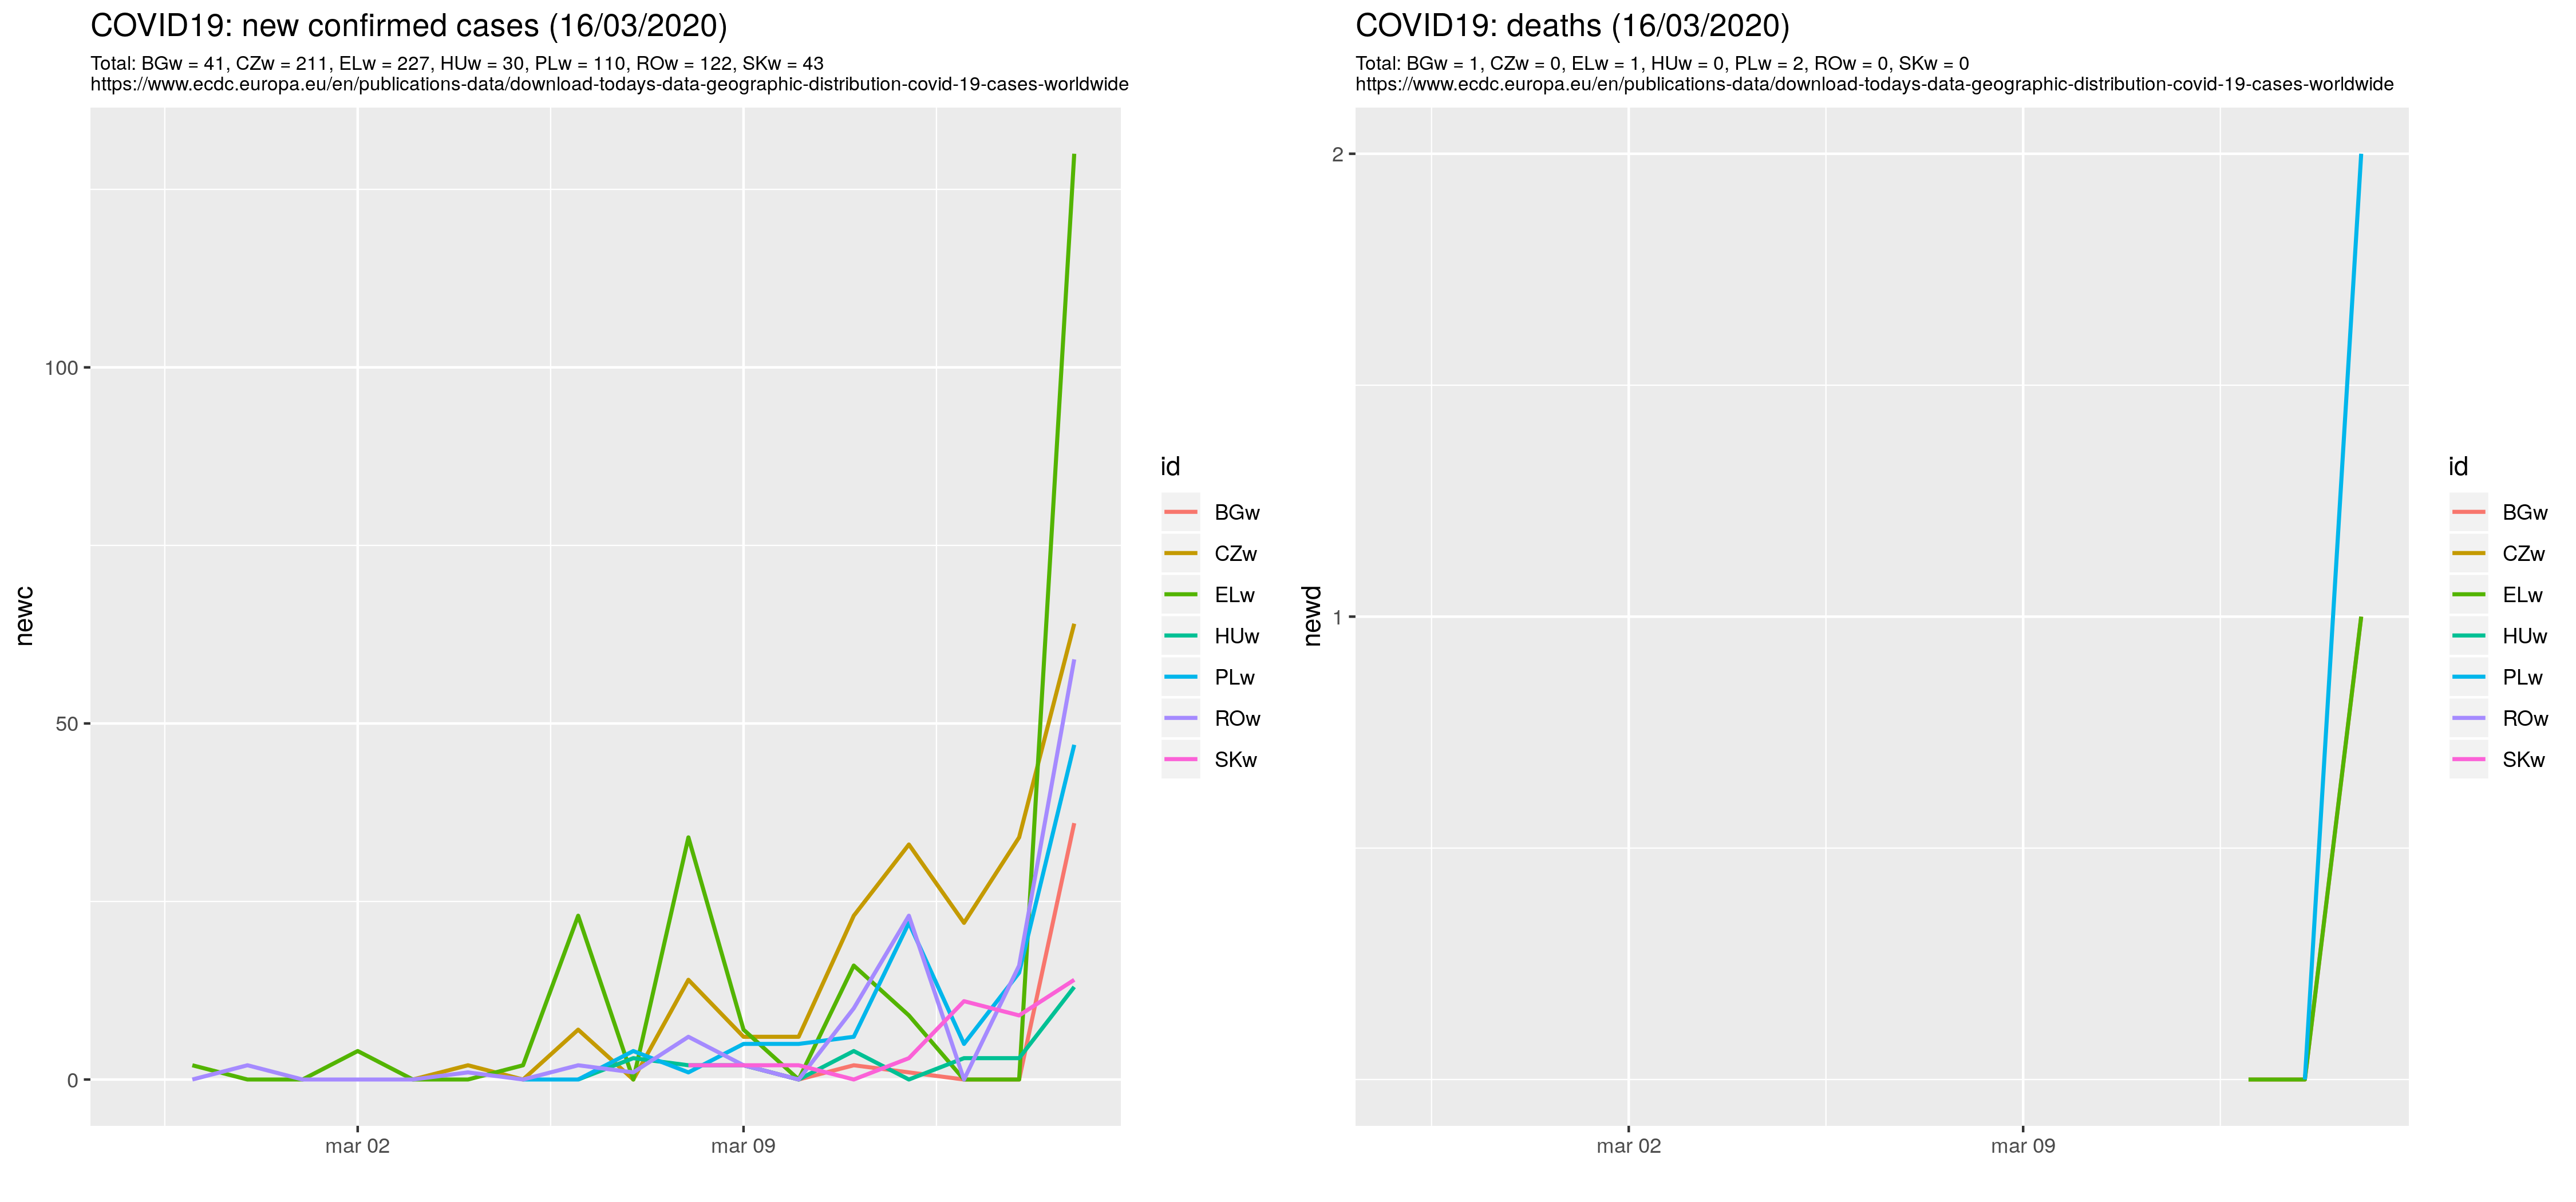 COVID19: new confirmed cases (16/03/2020)
Total: BGw = 41, CZw = 211, ELw = 227, HUw = 30, PLw = 110, ROw = 122, SKw = 43
https://www.ecdc.europa.eu/en/publications-data/download-todays-data-geographic-distribution-covid-19-cases-worldwide
newc
100
50
0
mar 02
mar 09
id
BGw
CZw
ELw
HUw
PLw
ROw
SKw
COVID19: deaths (16/03/2020)
Total: BGw = 1, CZw = 0, ELw = 1, HUw = 0, PLw = 2, ROw = 0, SKw = 0
https://www.ecdc.europa.eu/en/publications-data/download-todays-data-geographic-distribution-covid-19-cases-worldwide
newd
2
1
mar 02
mar 09
id
BGw
CZw
ELw
HUw
PLw
ROw
SKw